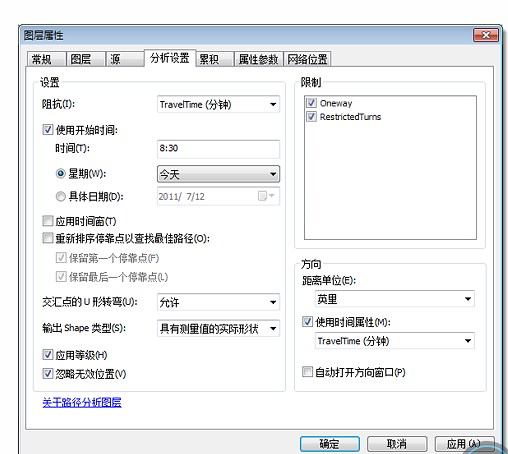 图层属性
常规 图层 源 分析设置 累积 属性参数 网络位置
设置
阻抗(I): TravelTime (分钟)
使用开始时间:
时间(T): 8:30
星期(W): 今天
具体日期(D): 2011/ 7/12
应用时间窗(T)
重新排序停靠点以查找最佳路径(O):
保留第一个停靠点(F)
保留最后一个停靠点(L)
交汇点的 U 形转弯(U): 允许
输出 Shape 类型(S): 具有测量值的实际形状
应用等级(H)
忽略无效位置(V)
关于路径分析图层
限制
Oneway
RestrictedTurns
方向
距离单位(E):
英里
使用时间属性(M):
TravelTime (分钟)
自动打开方向窗口(P)
确定 取消 应用(A)